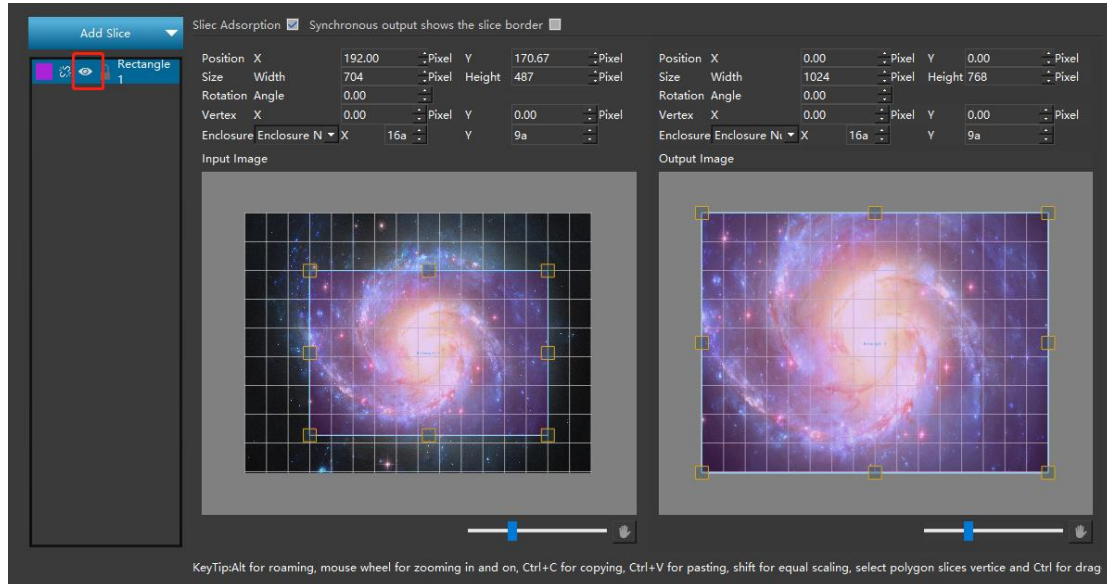 Add Slice
Sliec Adsorption Synchronous output shows the slice border
Rectangle
1
Position X 192.00 Pixel Y 170.67 Pixel
Size Width 704 Pixel Height 487 Pixel
Rotation Angle 0.00
Vertex X 0.00 Pixel Y 0.00 Pixel
Enclosure Enclosure N X 16a Y 9a
Input Image
Position X 0.00 Pixel Y 0.00 Pixel
Size Width 1024 Pixel Height 768 Pixel
Rotation Angle 0.00
Vertex X 0.00 Pixel Y 0.00 Pixel
Enclosure Enclosure Nu X 16a Y 9a
Output Image
KeyTip:Alt for roaming, mouse wheel for zooming in and on, Ctrl+C for copying, Ctrl+V for pasting, shift for equal scaling, select polygon slices vertice and Ctrl for drag